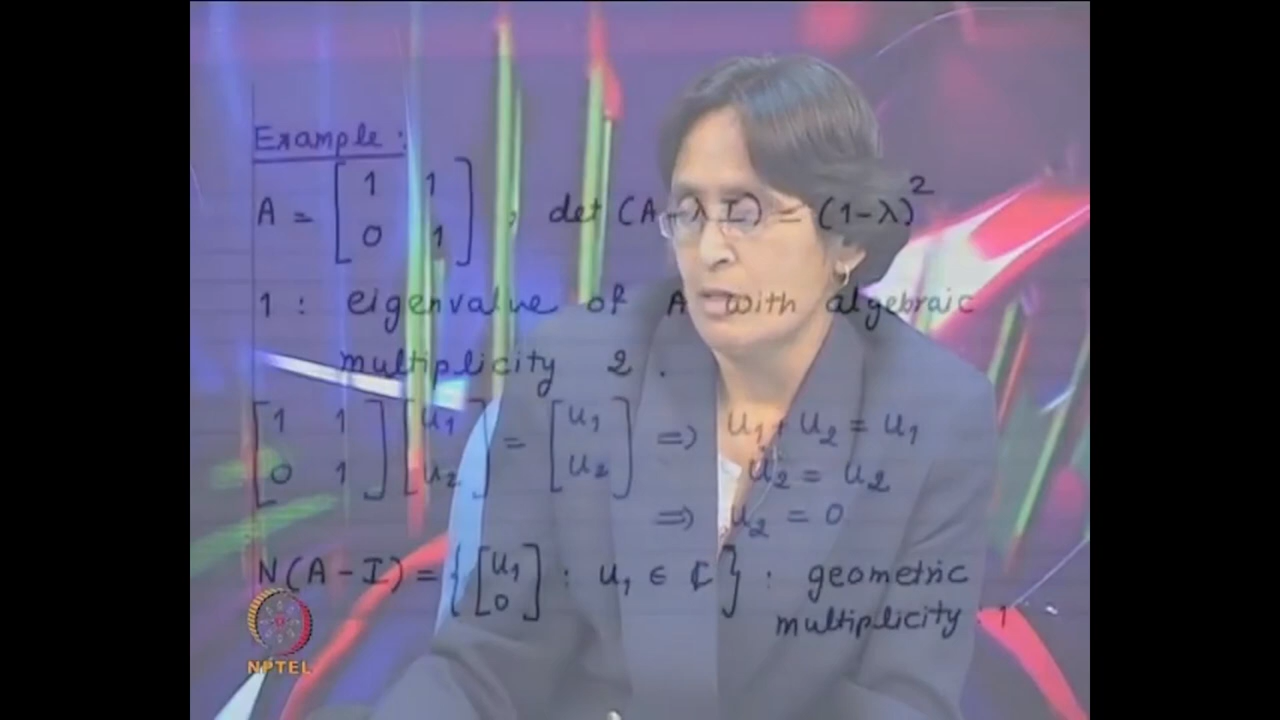 Example:
A = [1 1; 0 1], det (A - λI) = (1-λ)²
1 : eigenvalue of A with algebraic
multiplicity 2.
[1 1; 0 1] [u₁; u₂] = [u₁; u₂] ⇒ u₁ + u₂ = u₁
u₂ = u₂
⇒ u₂ = 0
N(A-I) = {[u₁; 0] : u₁ ∈ ℂ} : geometric
multiplicity : 1
NPTEL